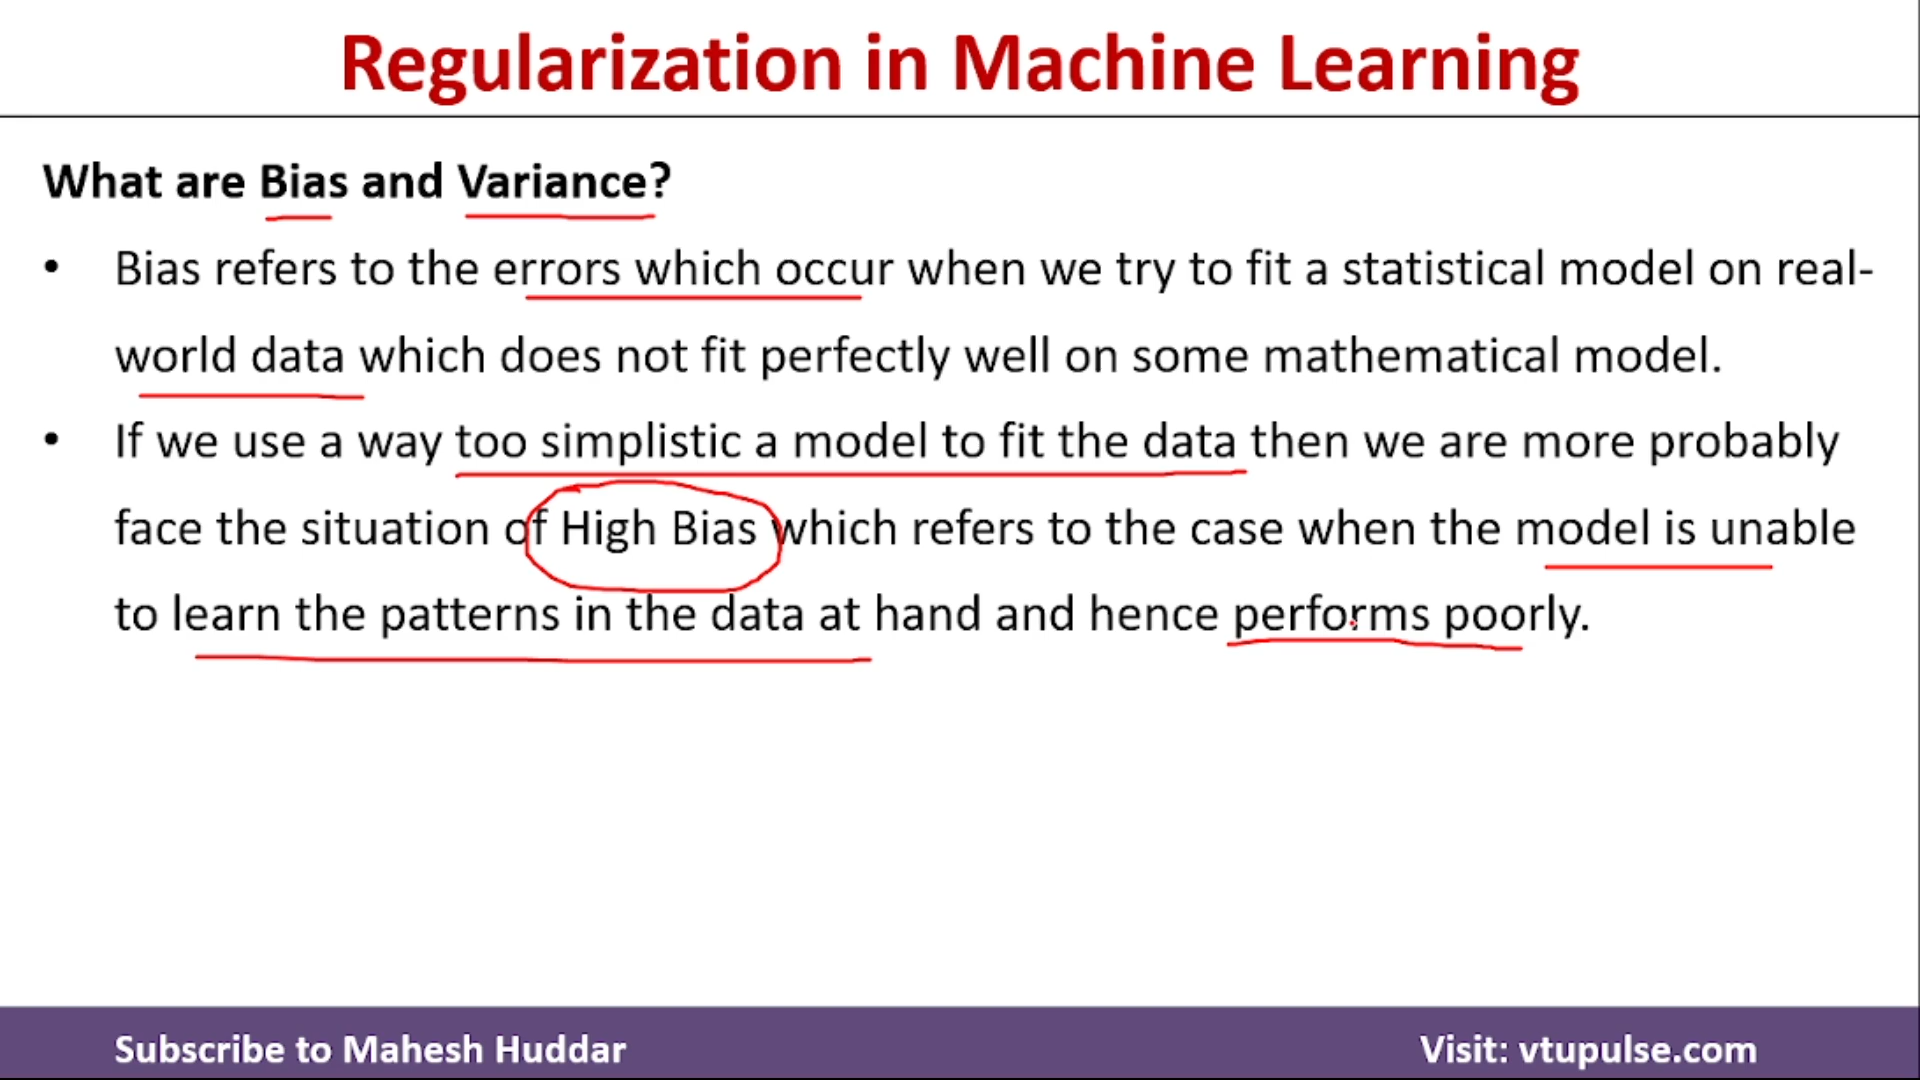 Regularization in Machine Learning
What are Bias and Variance?
• Bias refers to the errors which occur when we try to fit a statistical model on real-
world data which does not fit perfectly well on some mathematical model.
• If we use a way too simplistic a model to fit the data then we are more probably
face the situation of High Bias which refers to the case when the model is unable
to learn the patterns in the data at hand and hence performs poorly.
Subscribe to Mahesh Huddar
Visit: vtupulse.com